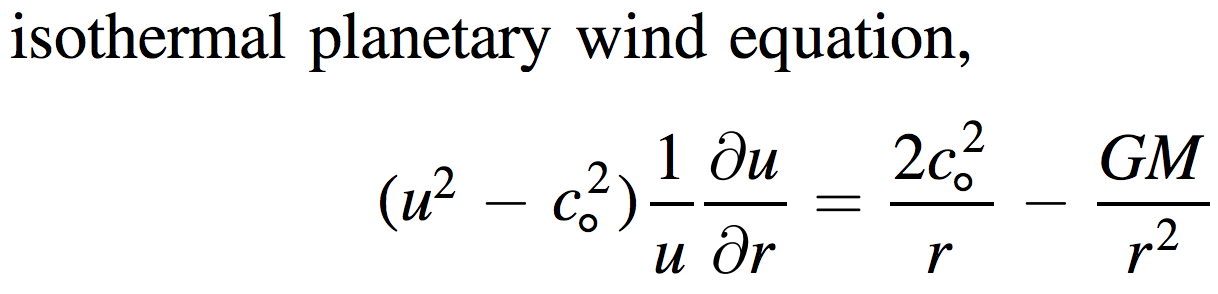 isothermal planetary wind equation,
(u² − c∘²) 1/u ∂u/∂r = 2c∘²/r − GM/r²